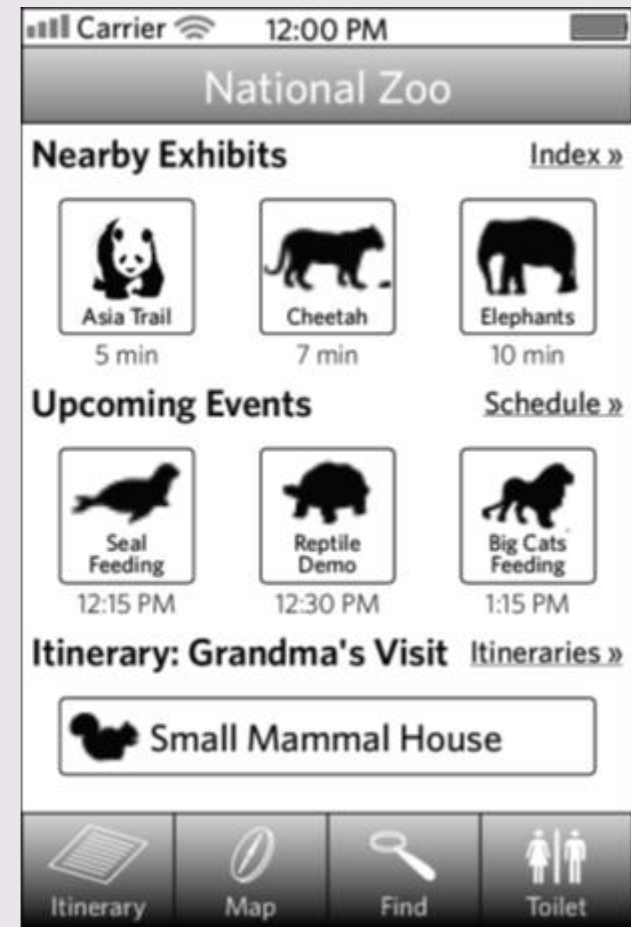 Carrier 12:00 PM
National Zoo
Nearby Exhibits Index »
Asia Trail Cheetah Elephants
5 min 7 min 10 min
Upcoming Events Schedule »
Seal Reptile Big Cats
Feeding Demo Feeding
12:15 PM 12:30 PM 1:15 PM
Itinerary: Grandma's Visit Itineraries »
Small Mammal House
Itinerary Map Find Toilet